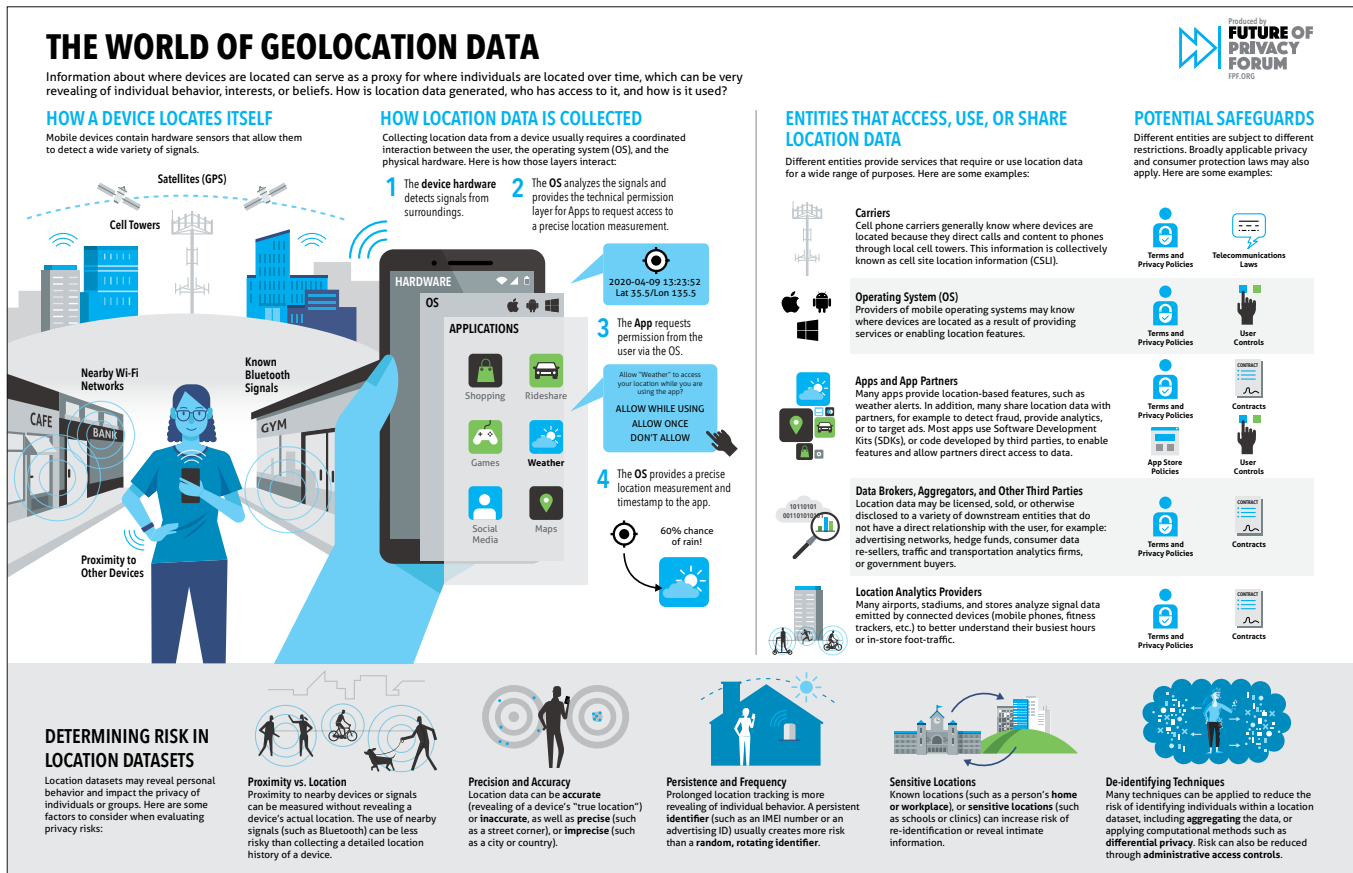 THE WORLD OF GEOLOCATION DATA
Information about where devices are located can serve as a proxy for where individuals are located over time, which can be very
revealing of individual behavior, interests, or beliefs. How is location data generated, who has access to it, and how is it used?
Produced by
FUTURE OF
PRIVACY
FORUM
FPF.ORG
HOW A DEVICE LOCATES ITSELF
Mobile devices contain hardware sensors that allow them
to detect a wide variety of signals.
Satellites (GPS)
Cell Towers
Nearby Wi-Fi
Networks
Known
Bluetooth
Signals
CAFE
BANK
GYM
Proximity to
Other Devices
HOW LOCATION DATA IS COLLECTED
Collecting location data from a device usually requires a coordinated
interaction between the user, the operating system (OS), and the
physical hardware. Here is how those layers interact:
1
The device hardware
detects signals from
surroundings.
2
The OS analyzes the signals and
provides the technical permission
layer for Apps to request access to
a precise location measurement.
HARDWARE
OS
APPLICATIONS
Shopping
Rideshare
Games
Weather
Social
Media
Maps
2020-04-09 13:23:52
Lat 35.5/Lon 135.5
3
The App requests
permission from the
user via the OS.
Allow "Weather" to access
your location while you are
using the app?
ALLOW WHILE USING
ALLOW ONCE
DON'T ALLOW
4
The OS provides a precise
location measurement and
timestamp to the app.
60% chance
of rain!
ENTITIES THAT ACCESS, USE, OR SHARE
LOCATION DATA
Different entities provide services that require or use location data
for a wide range of purposes. Here are some examples:
POTENTIAL SAFEGUARDS
Different entities are subject to different
restrictions. Broadly applicable privacy
and consumer protection laws may also
apply. Here are some examples:
Carriers
Cell phone carriers generally know where devices are
located because they direct calls and content to phones
through local cell towers. This information is collectively
known as cell site location information (CSLI).
Terms and
Privacy Policies
Telecommunications
Laws
Operating System (OS)
Providers of mobile operating systems may know
where devices are located as a result of providing
services or enabling location features.
Terms and
Privacy Policies
User
Controls
Apps and App Partners
Many apps provide location-based features, such as
weather alerts. In addition, many share location data with
partners, for example to detect fraud, provide analytics,
or to target ads. Most apps use Software Development
Kits (SDKs), or code developed by third parties, to enable
features and allow partners direct access to data.
Terms and
Privacy Policies
CONTRACT
Contracts
App Store
Policies
User
Controls
10110101
001101010101
Data Brokers, Aggregators, and Other Third Parties
Location data may be licensed, sold, or otherwise
disclosed to a variety of downstream entities that do
not have a direct relationship with the user, for example:
advertising networks, hedge funds, consumer data
re-sellers, traffic and transportation analytics firms,
or government buyers.
Terms and
Privacy Policies
CONTRACT
Contracts
Location Analytics Providers
Many airports, stadiums, and stores analyze signal data
emitted by connected devices (mobile phones, fitness
trackers, etc.) to better understand their busiest hours
or in-store foot-traffic.
Terms and
Privacy Policies
CONTRACT
Contracts
DETERMINING RISK IN
LOCATION DATASETS
Location datasets may reveal personal
behavior and impact the privacy of
individuals or groups. Here are some
factors to consider when evaluating
privacy risks:
Proximity vs. Location
Proximity to nearby devices or signals
can be measured without revealing a
device's actual location. The use of nearby
signals (such as Bluetooth) can be less
risky than collecting a detailed location
history of a device.
Precision and Accuracy
Location data can be accurate
(revealing of a device's "true location")
or inaccurate, as well as precise (such
as a street corner), or imprecise (such
as a city or country).
Persistence and Frequency
Prolonged location tracking is more
revealing of individual behavior. A persistent
identifier (such as an IMEI number or an
advertising ID) usually creates more risk
than a random, rotating identifier.
Sensitive Locations
Known locations (such as a person's home
or workplace), or sensitive locations (such
as schools or clinics) can increase risk of
re-identification or reveal intimate
information.
De-identifying Techniques
Many techniques can be applied to reduce the
risk of identifying individuals within a location
dataset, including aggregating the data, or
applying computational methods such as
differential privacy. Risk can also be reduced
through administrative access controls.